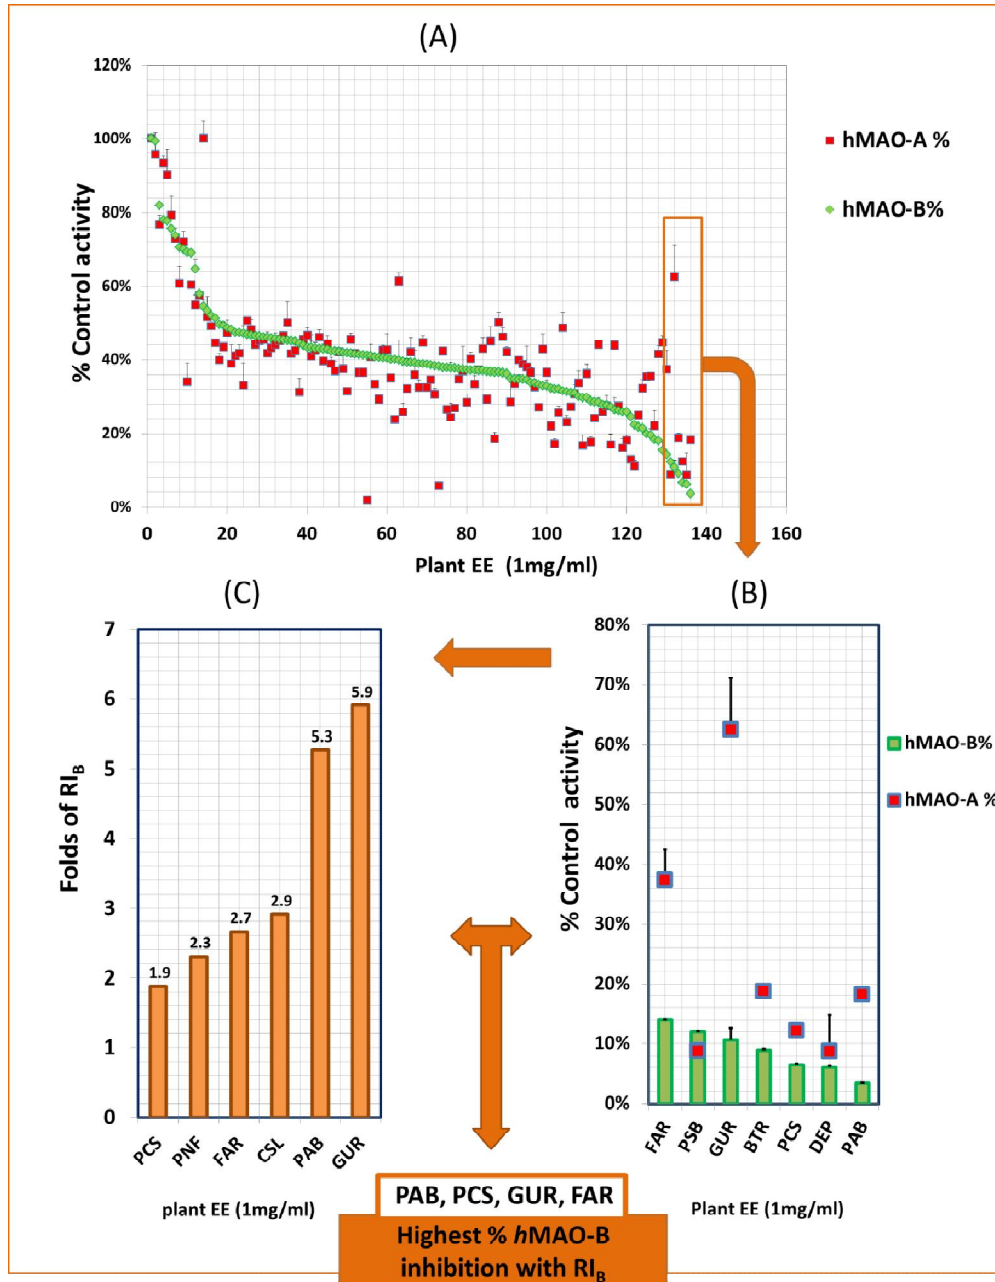 (A)
120%
100%
80%
60%
40%
20%
0%
% Control activity
0 20 40 60 80 100 120 140 160
Plant EE (1mg/ml)
hMAO-A %
hMAO-B%
(C)
7
6
5
4
3
2
1
0
Folds of RI_B
1.9
2.3
2.7
2.9
5.3
5.9
PCS PNF FAR CSL PAB GUR
plant EE (1mg/ml)
(B)
80%
70%
60%
50%
40%
30%
20%
10%
0%
% Control activity
FAR PSB GUR BTR PCS DEP PAB
Plant EE (1mg/ml)
hMAO-B%
hMAO-A %
PAB, PCS, GUR, FAR
Highest % hMAO-B
inhibition with RI_B